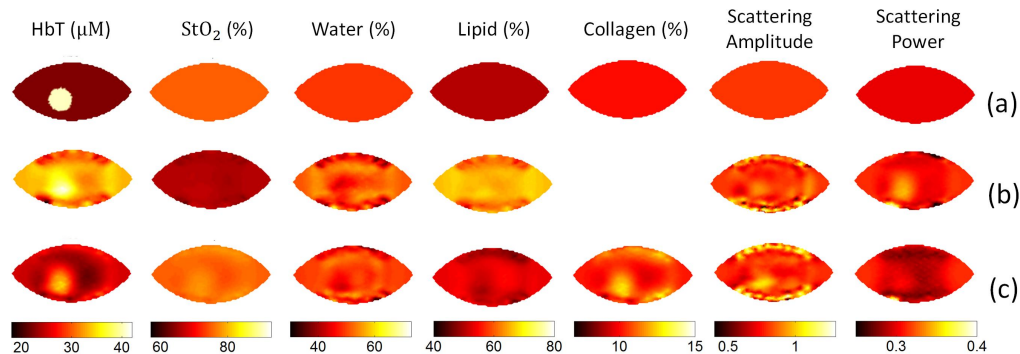 HbT (μM) StO₂ (%) Water (%) Lipid (%) Collagen (%) Scattering Amplitude Scattering Power
(a)
(b)
(c)
20 30 40 60 80 40 60 40 60 80 10 15 0.5 1 0.3 0.4